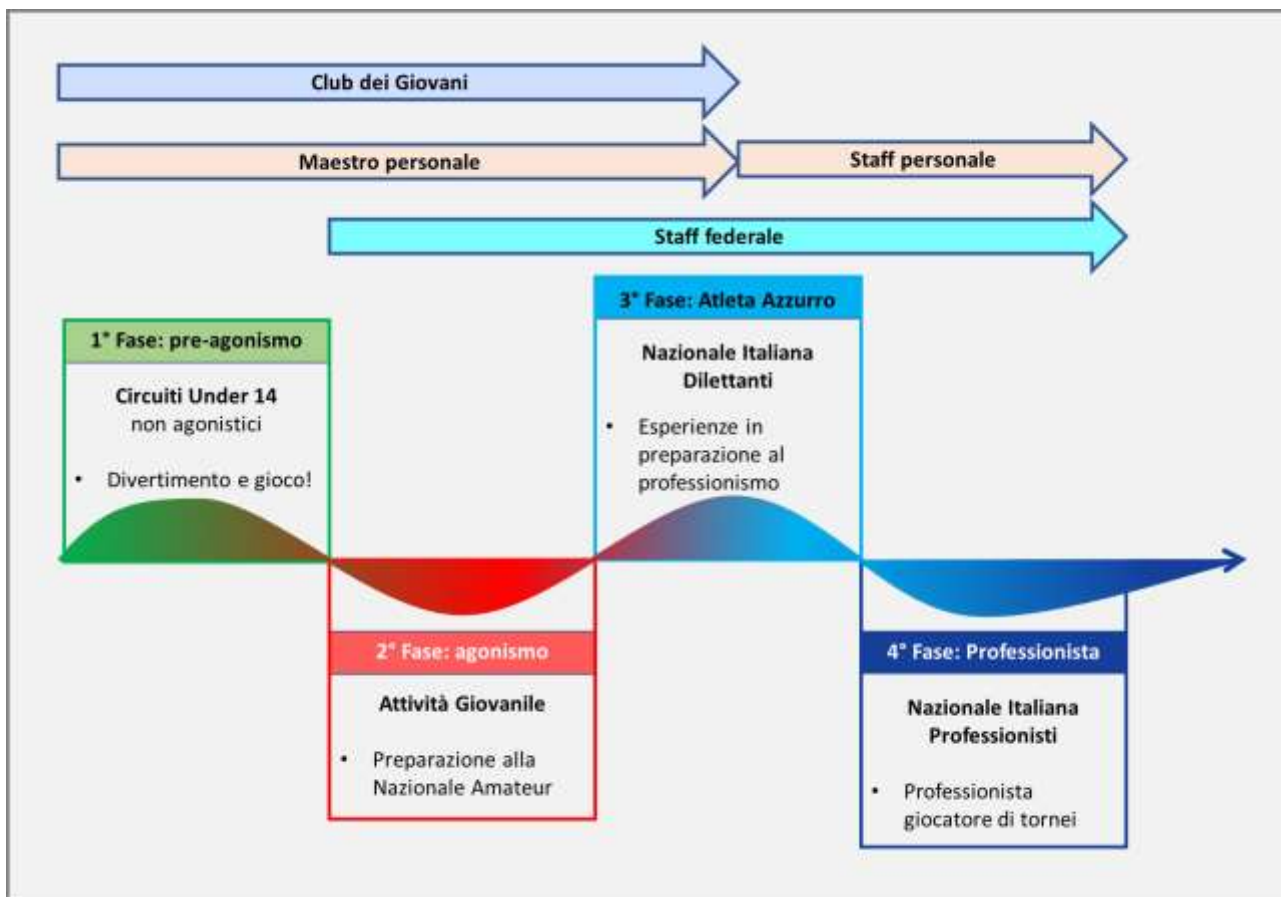 Club dei Giovani
Maestro personale
Staff personale
Staff federale
1° Fase: pre-agonismo
Circuiti Under 14
non agonistici
• Divertimento e gioco!
2° Fase: agonismo
Attività Giovanile
• Preparazione alla
Nazionale Amateur
3° Fase: Atleta Azzurro
Nazionale Italiana
Dilettanti
• Esperienze in
preparazione al
professionismo
4° Fase: Professionista
Nazionale Italiana
Professionisti
• Professionista
giocatore di tornei